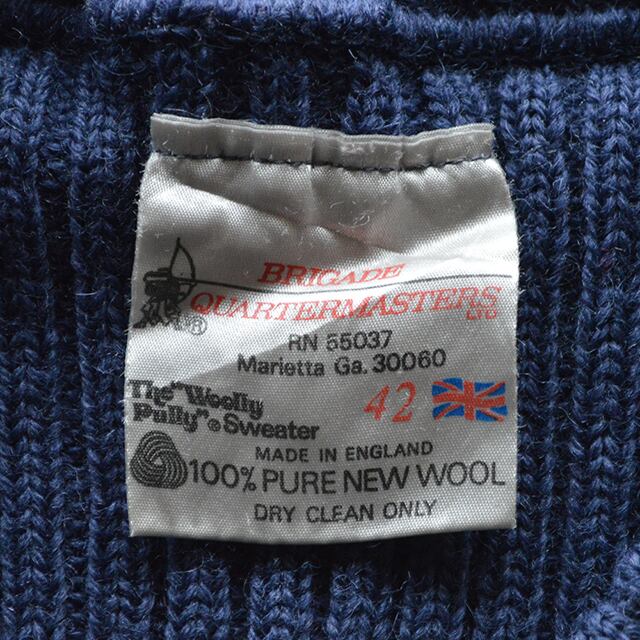 BRIGADE
QUARTERMASTERS LTD
®
RN 55037
Marietta Ga. 30060
The "Woolly
Pully"® Sweater
42
MADE IN ENGLAND
100% PURE NEW WOOL
DRY CLEAN ONLY